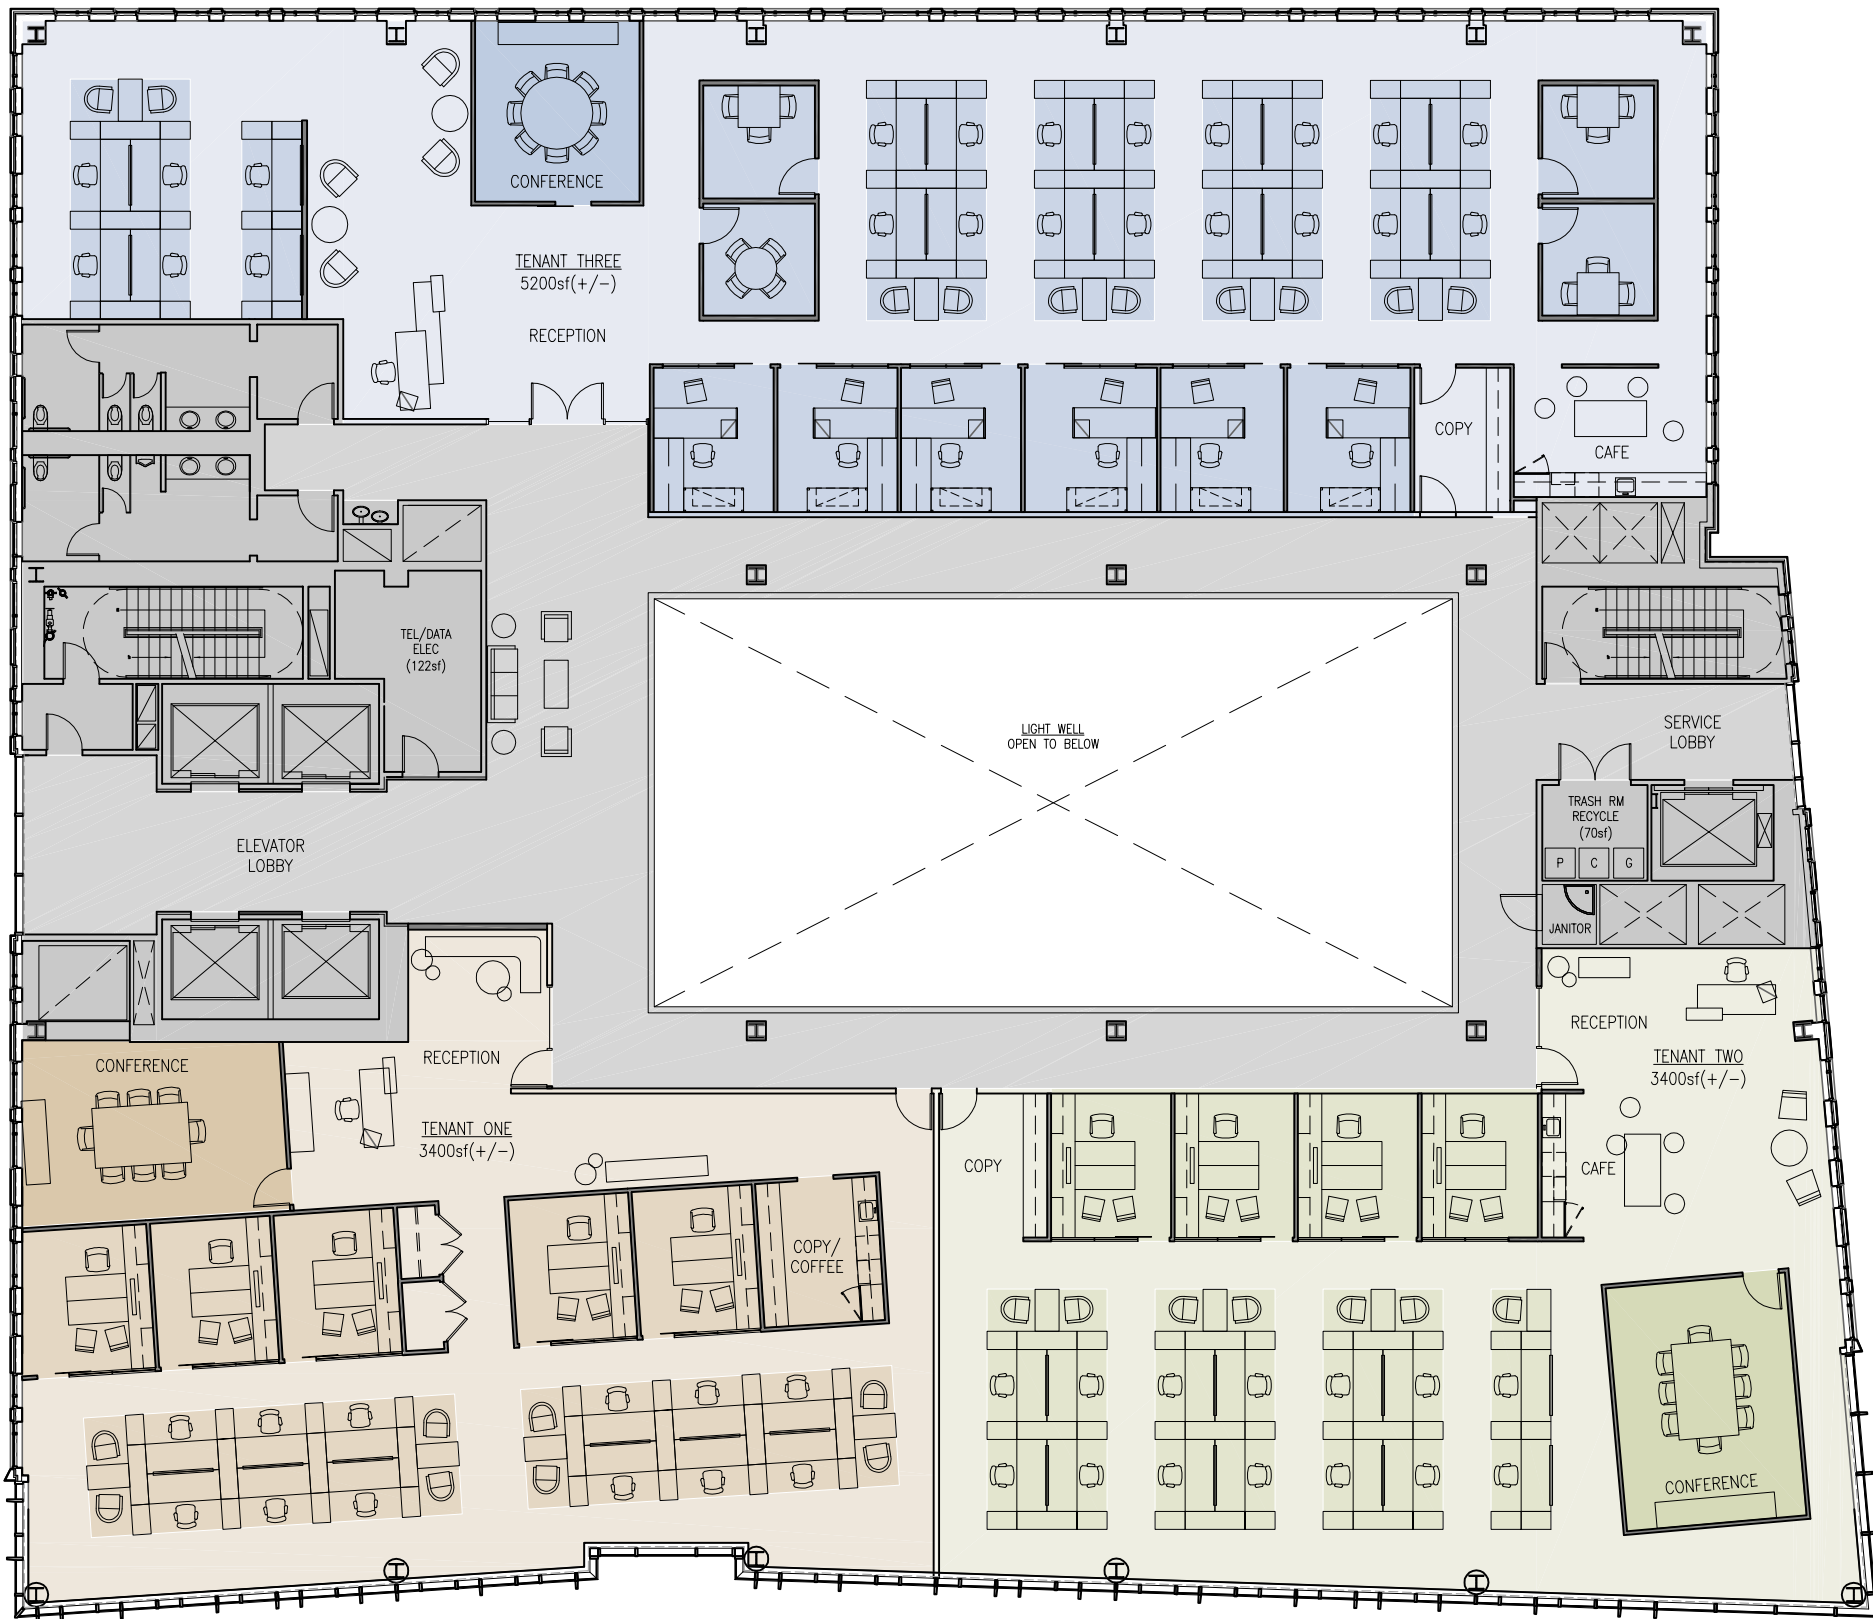 CONFERENCE
TENANT THREE
5200sf(+/-)
RECEPTION
COPY
CAFE
TEL/DATA
ELEC
(122sf)
LIGHT WELL
OPEN TO BELOW
SERVICE
LOBBY
TRASH RM
RECYCLE
(70sf)
P C G
ELEVATOR
LOBBY
JANITOR
RECEPTION
TENANT TWO
3400sf(+/-)
CONFERENCE
RECEPTION
TENANT ONE
3400sf(+/-)
COPY
CAFE
COPY/
COFFEE
CONFERENCE